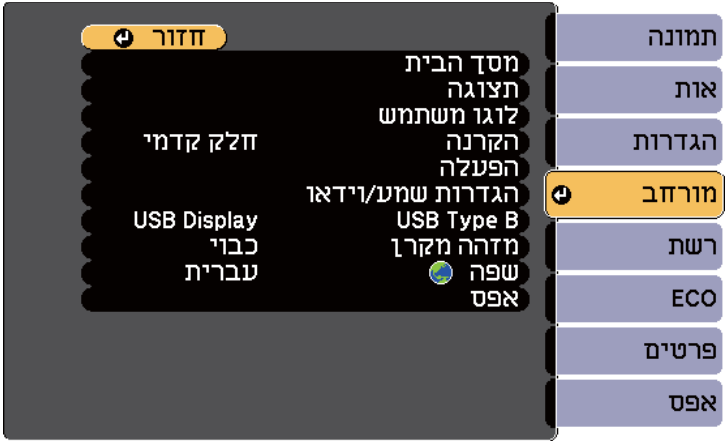 חזור
מסך הבית
תצוגה
לוגו משתמש
הקרנה חלק קדמי
הפעלה
הגדרות שמע/וידאו
USB Type B USB Display
מזהה מקרן כבוי
שפה עברית
אפס
תמונה
אות
הגדרות
מורחב
רשת
ECO
פרטים
אפס